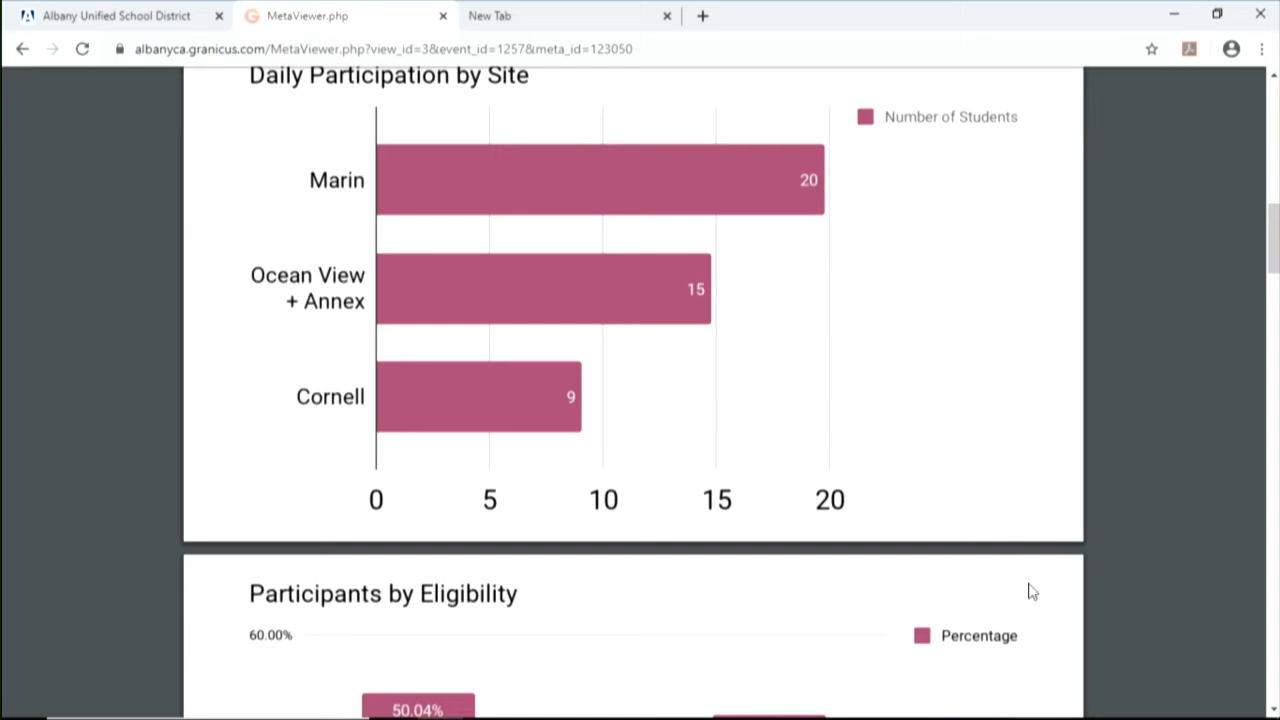 Albany Unified School District
MetaViewer.php
New Tab
albanyca.granicus.com/MetaViewer.php?view_id=3&event_id=1257&meta_id=123050
Daily Participation by Site
Number of Students
Marin
20
Ocean View
+ Annex
15
Cornell
9
0 5 10 15 20
Participants by Eligibility
60.00%
Percentage
50.04%